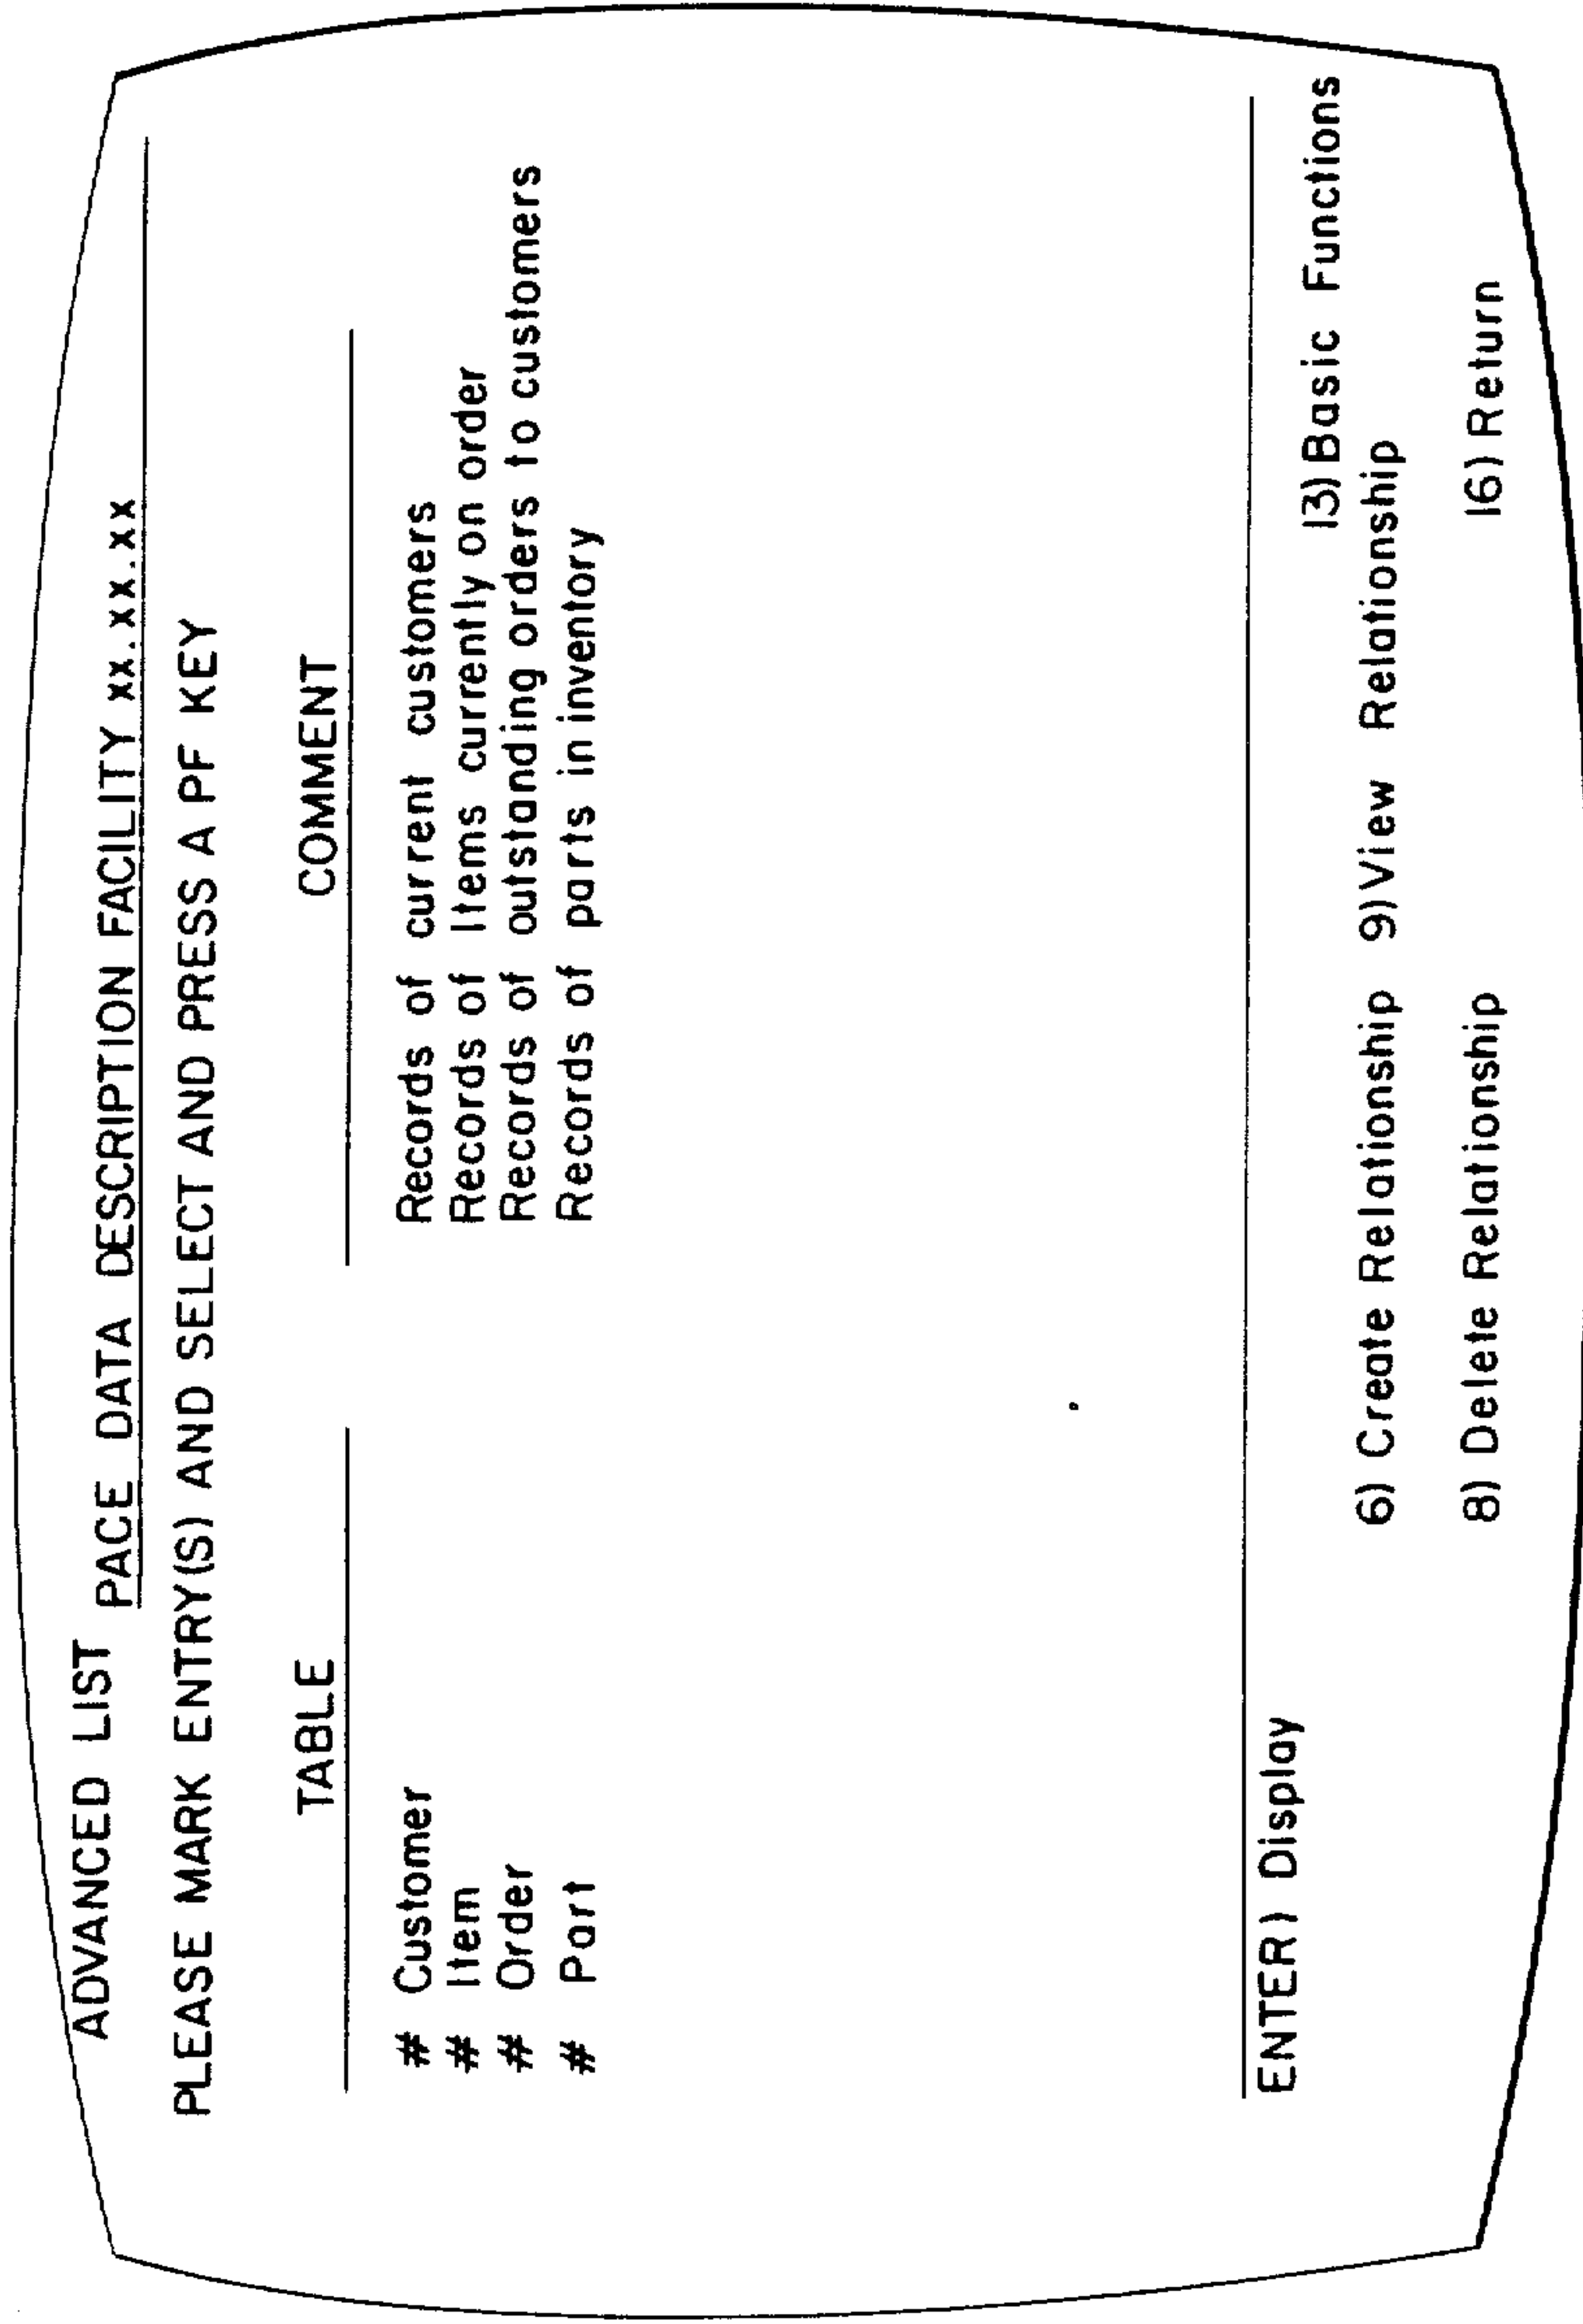 ADVANCED LIST
PACE DATA DESCRIPTION FACILITY xx.xx.xx
PLEASE MARK ENTRY(S) AND SELECT AND PRESS A PF KEY
TABLE COMMENT
# Customer Records of current customers
# Item Records of Items currently on order
# Order Records of outstanding orders to customers
# Part Records of parts in inventory
ENTER) Display
13) Basic Functions
6) Create Relationship 9) View Relationship
8) Delete Relationship 16) Return